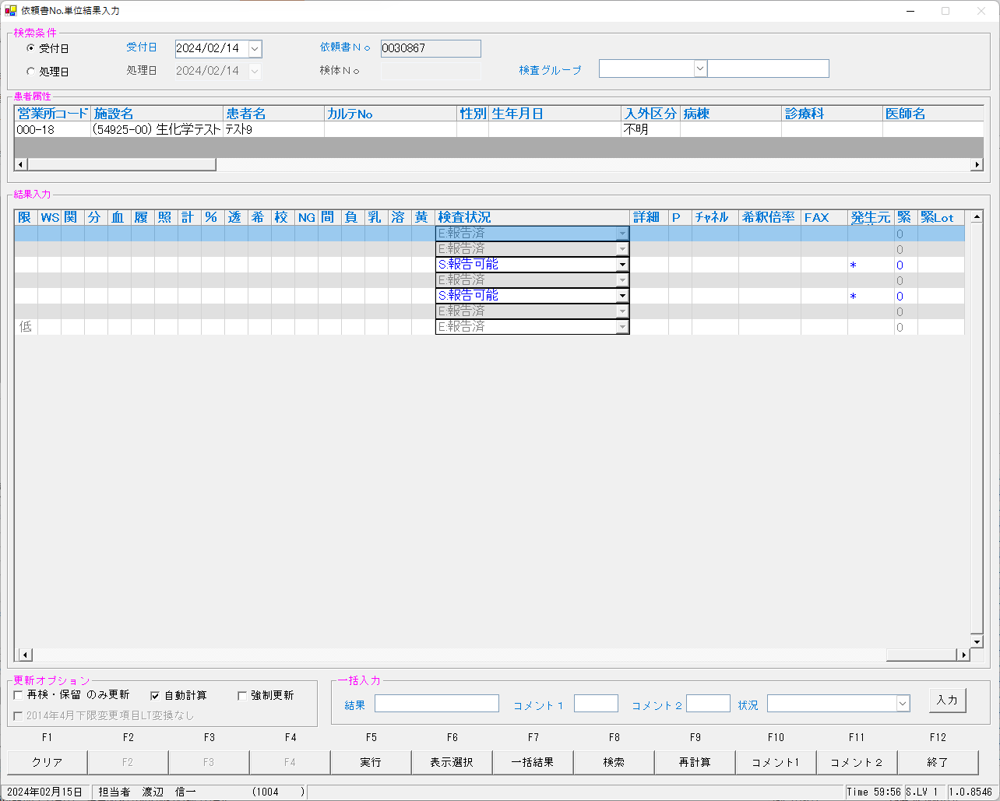 依頼書No.単位結果入力
検索条件
受付日 受付日 2024/02/14 依頼書No 0030867
処理日 処理日 2024/02/14 検体No 検査グループ
患者属性
営業所コード 施設名 患者名 カルテNo 性別 生年月日 入外区分 病棟 診療科 医師名
000-18 (54925-00) 生化学テスト テスト9 不明
結果入力
限 WS 関 分 血 履 照 計 % 透 希 校 NG 間 負 乳 溶 黄 検査状況 詳細 P チャネル 希釈倍率 FAX 発生元 緊 緊Lot
E:報告済 0
E:報告済 0
S:報告可能 * 0
E:報告済 0
S:報告可能 * 0
E:報告済 0
低 E:報告済 0
更新オプション
再検・保留 のみ更新 自動計算 強制更新
2014年4月下限変更項目LT変換なし
一括入力
結果 コメント1 コメント2 状況 入力
F1 F2 F3 F4 F5 F6 F7 F8 F9 F10 F11 F12
クリア F2 F3 F4 実行 表示選択 一括結果 検索 再計算 コメント1 コメント2 終了
2024年02月15日 担当者 渡辺 信一 (1004 ) Time 59:56 S.LV 1 1.0.8546